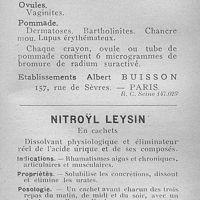 Ovules,
Vaginites.
Pommade,
Dermatoses. Bartholinites. Chancre
mou. Lupus érythémateux.
Chaque crayon, ovule ou tube de
pommade contient 6 microgrammes de
bromure de radium suractivé.
Etablissements Albert BUISSON
157, rue de Sèvres. — PARIS
R. C. Seine 147.023
NITROÝL LEYSIN
En cachets
Dissolvant physiologique et éliminateur
réel de l'acide urique et de ses composés.
Indications. — Rhumatismes aigus et chroniques,
articulaires et musculaires.
Propriétés. — Solubilise les concrétions, dissout
et élimine les urates.
Posologie. — Un cachet avant chacun des trois
repas du matin, de midi et du soir, avec un